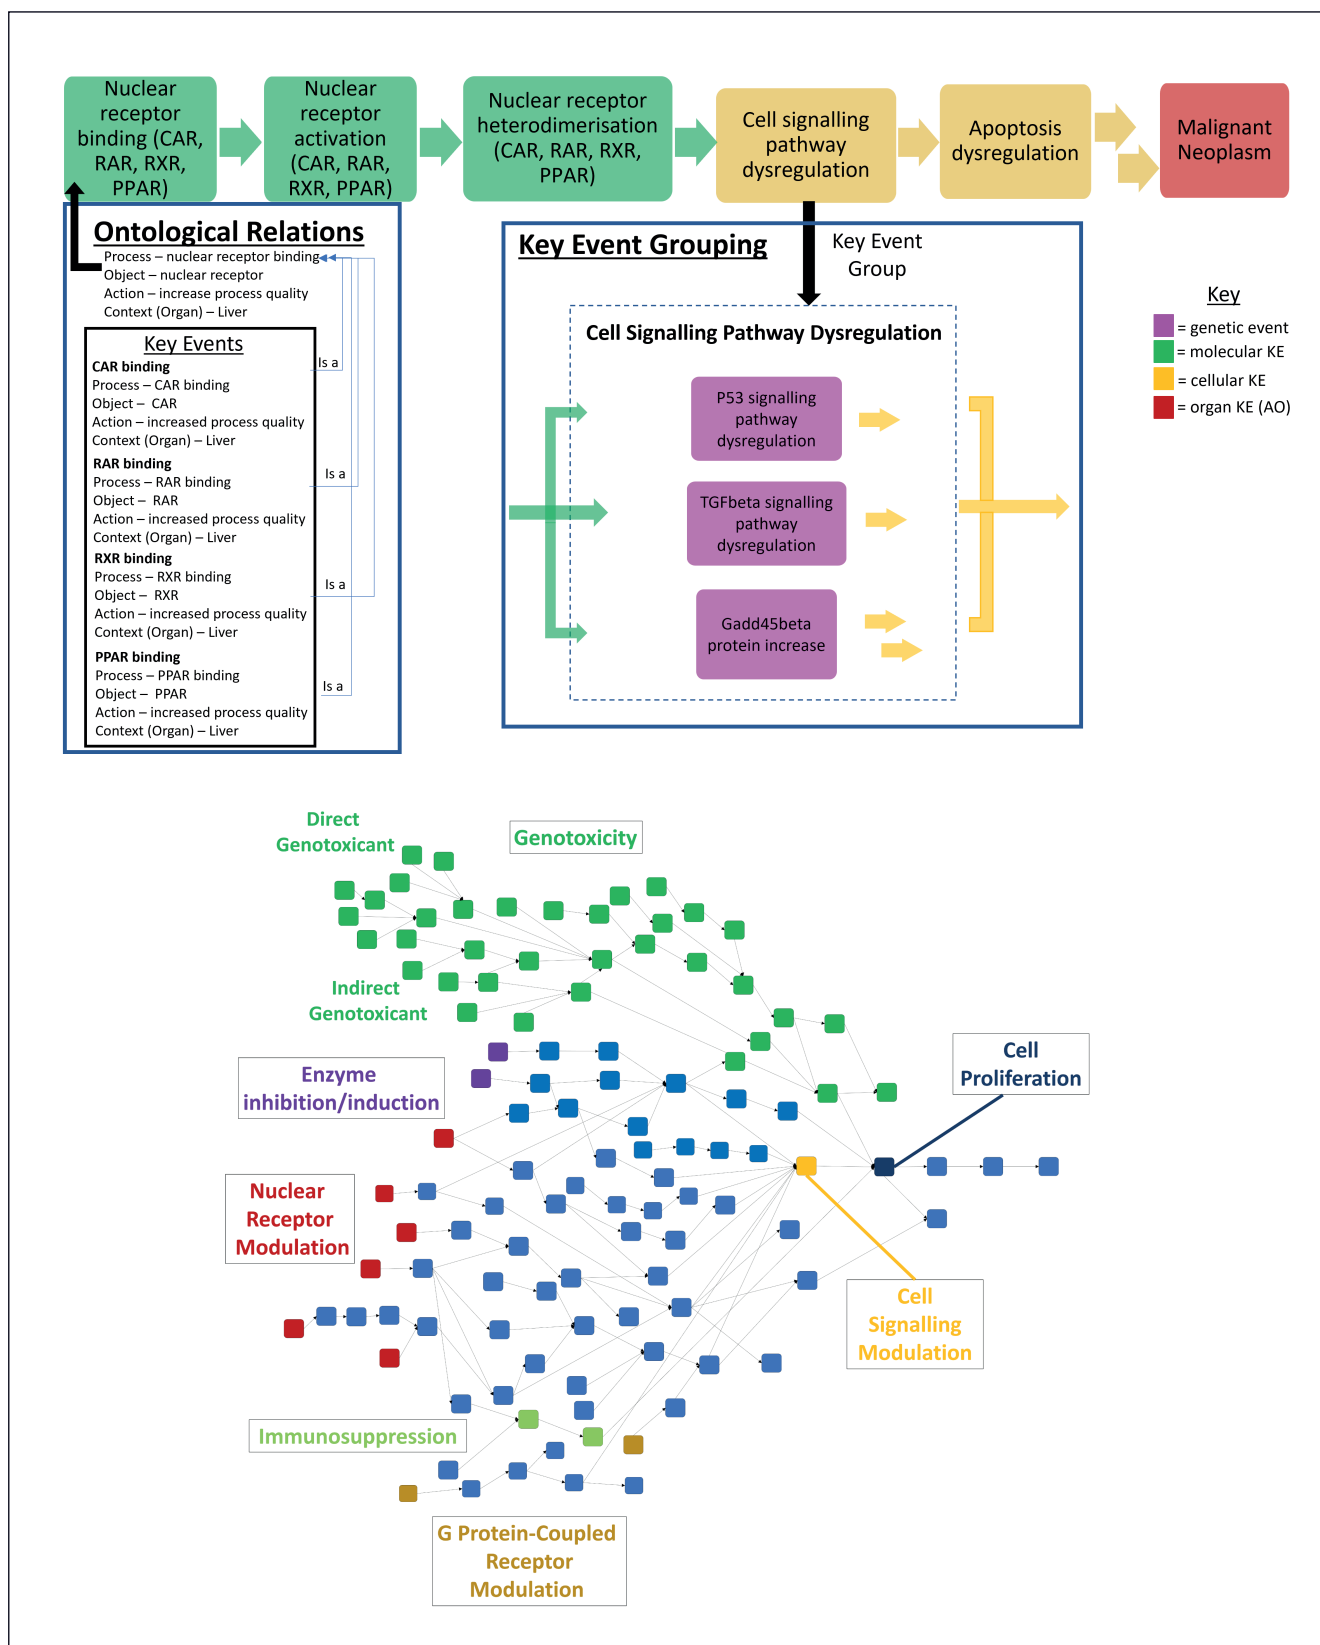 Nuclear
receptor
binding (CAR,
RAR, RXR,
PPAR)
Nuclear
receptor
activation
(CAR, RAR,
RXR, PPAR)
Nuclear receptor
heterodimerisation
(CAR, RAR, RXR,
PPAR)
Cell signalling
pathway
dysregulation
Apoptosis
dysregulation
Malignant
Neoplasm
Ontological Relations
Process – nuclear receptor binding
Object – nuclear receptor
Action – increase process quality
Context (Organ) – Liver
Key Events
CAR binding
Process – CAR binding
Object – CAR
Action – increased process quality
Context (Organ) – Liver
RAR binding
Process – RAR binding
Object – RAR
Action – increased process quality
Context (Organ) – Liver
RXR binding
Process – RXR binding
Object – RXR
Action – increased process quality
Context (Organ) – Liver
PPAR binding
Process – PPAR binding
Object – PPAR
Action – increased process quality
Context (Organ) – Liver
Is a
Is a
Is a
Is a
Key Event Grouping
Key Event
Group
Cell Signalling Pathway Dysregulation
P53 signalling
pathway
dysregulation
TGFbeta signalling
pathway
dysregulation
Gadd45beta
protein increase
Key
= genetic event
= molecular KE
= cellular KE
= organ KE (AO)
Direct
Genotoxicant
Genotoxicity
Indirect
Genotoxicant
Enzyme
inhibition/induction
Cell
Proliferation
Nuclear
Receptor
Modulation
Cell
Signalling
Modulation
Immunosuppression
G Protein-Coupled
Receptor
Modulation